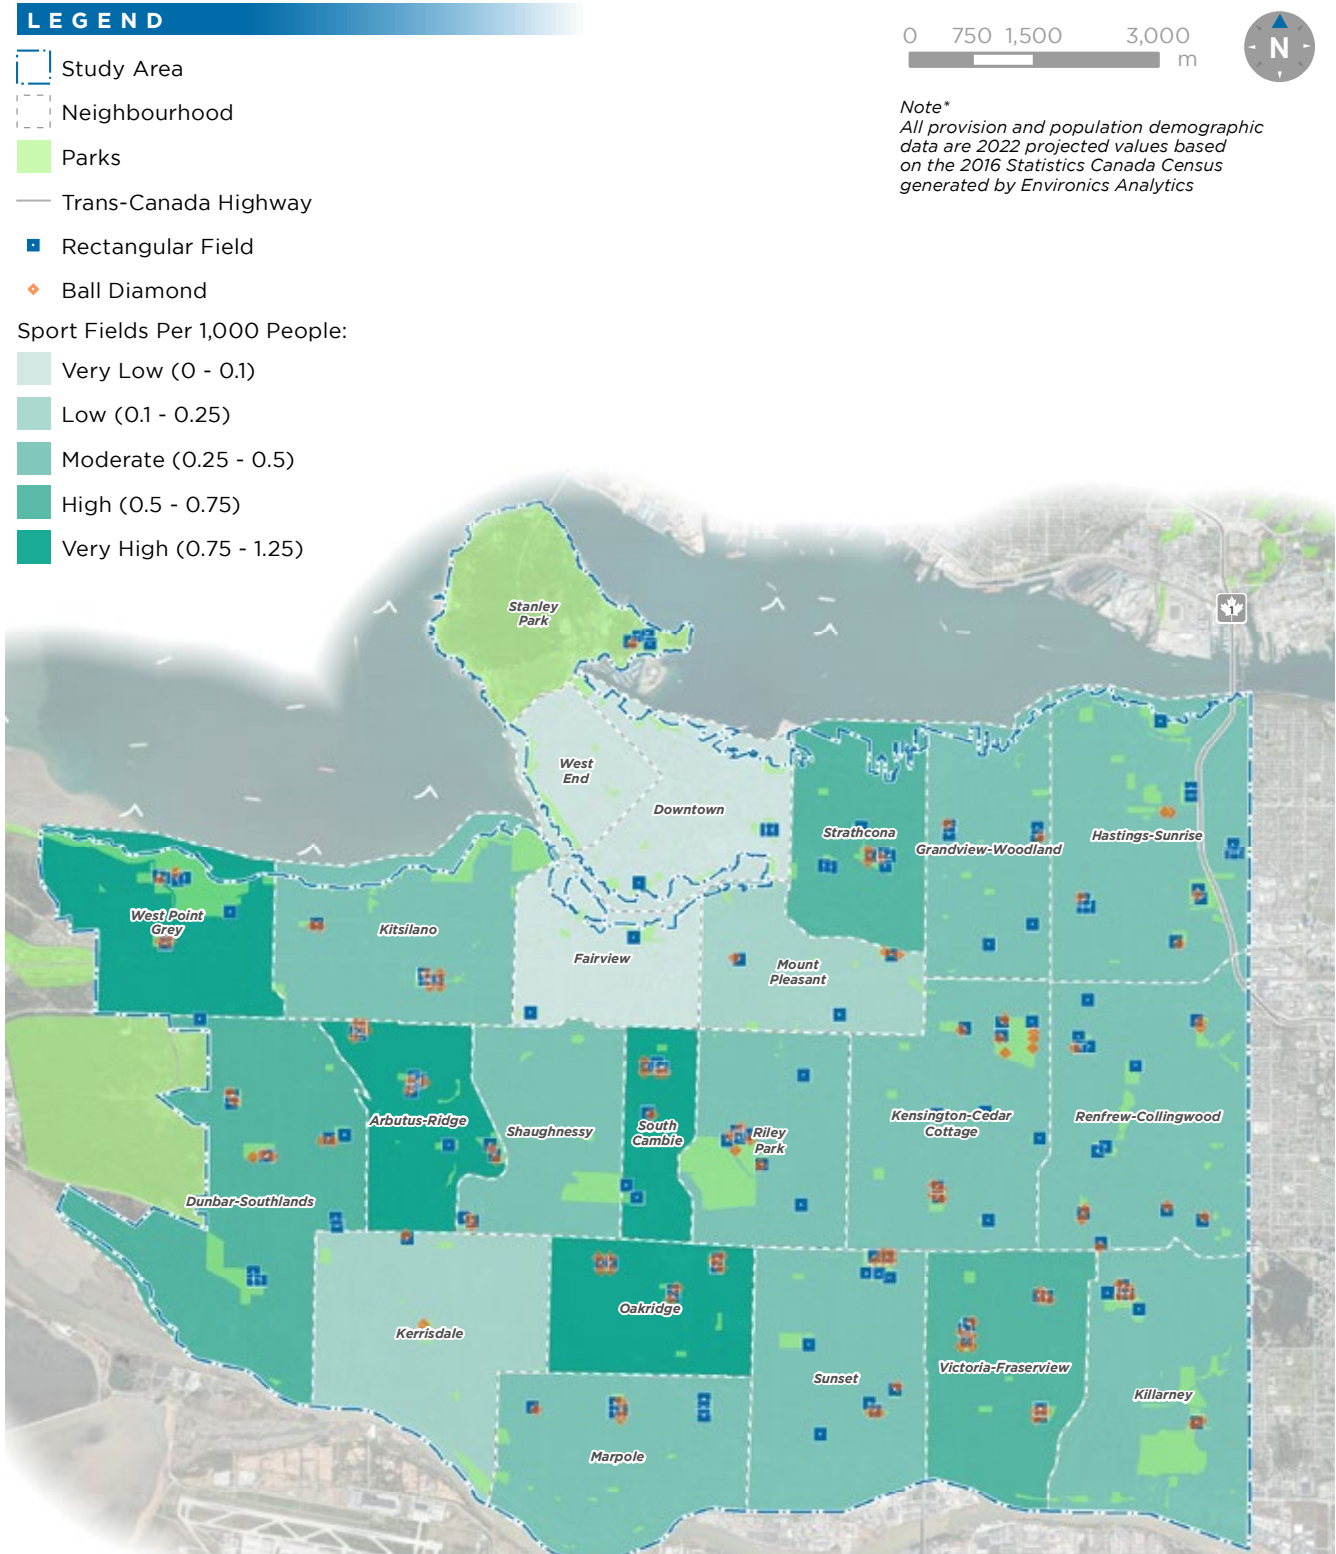 LEGEND
Study Area
Neighbourhood
Parks
Trans-Canada Highway
Rectangular Field
Ball Diamond
Sport Fields Per 1,000 People:
Very Low (0 - 0.1)
Low (0.1 - 0.25)
Moderate (0.25 - 0.5)
High (0.5 - 0.75)
Very High (0.75 - 1.25)
0 750 1,500 3,000
m
N
Note*
All provision and population demographic
data are 2022 projected values based
on the 2016 Statistics Canada Census
generated by Environics Analytics
Stanley
Park
1
West
End
Downtown
Strathcona
Grandview-Woodland
Hastings-Sunrise
West Point
Grey
Kitsilano
Fairview
Mount
Pleasant
Arbutus-Ridge
Shaughnessy
South
Cambie
Riley
Park
Kensington-Cedar
Cottage
Renfrew-Collingwood
Dunbar-Southlands
Kerrisdale
Oakridge
Sunset
Victoria-Fraserview
Killarney
Marpole